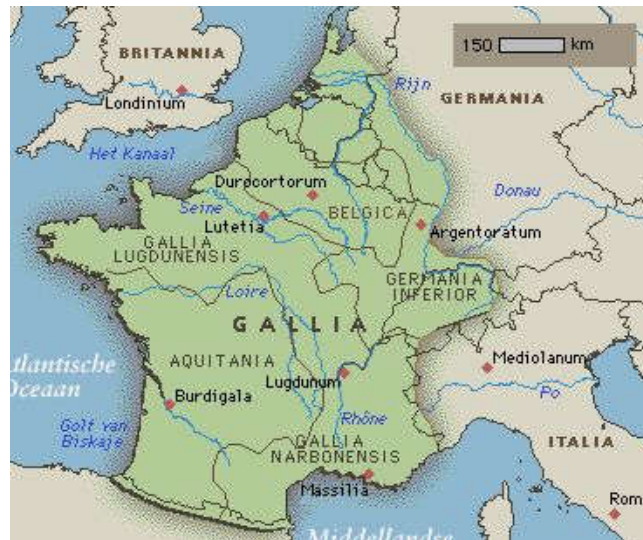 150 km
BRITANNIA
Rijn
Londinium
GERMANIA
Het Kanaal
Durocortorum
Donau
Seine
BELGICA
Lutetia
Argentoratum
GALLIA
LUGDUNENSIS
GERMANIA
INFERIOR
Loire
GALLIA
AQUITANIA
Mediolanum
Atlantische
Oceaan
Lugdunum
Burdigala
Po
Golf van
Biskaje
Rhône
ITALIA
GALLIA
NARBONENSIS
Massilia
Rom
Middellandse